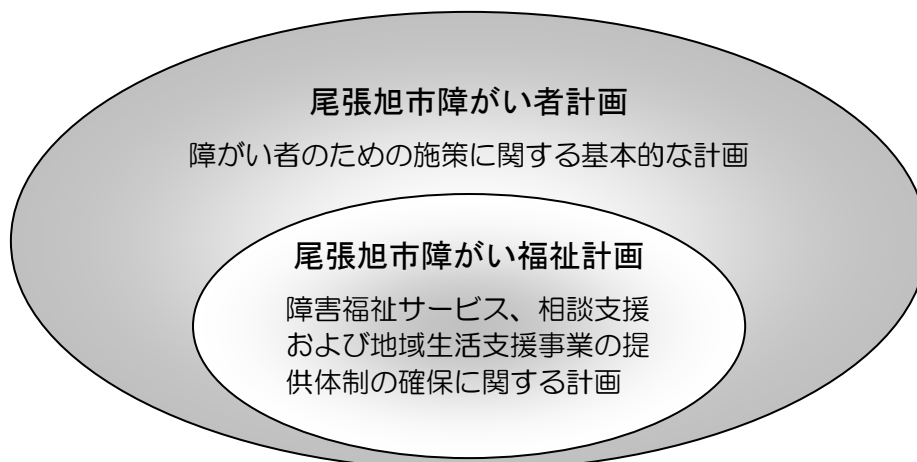 尾張旭市障がい者計画
障がい者のための施策に関する基本的な計画
尾張旭市障がい福祉計画
障害福祉サービス、相談支援
および地域生活支援事業の提
供体制の確保に関する計画